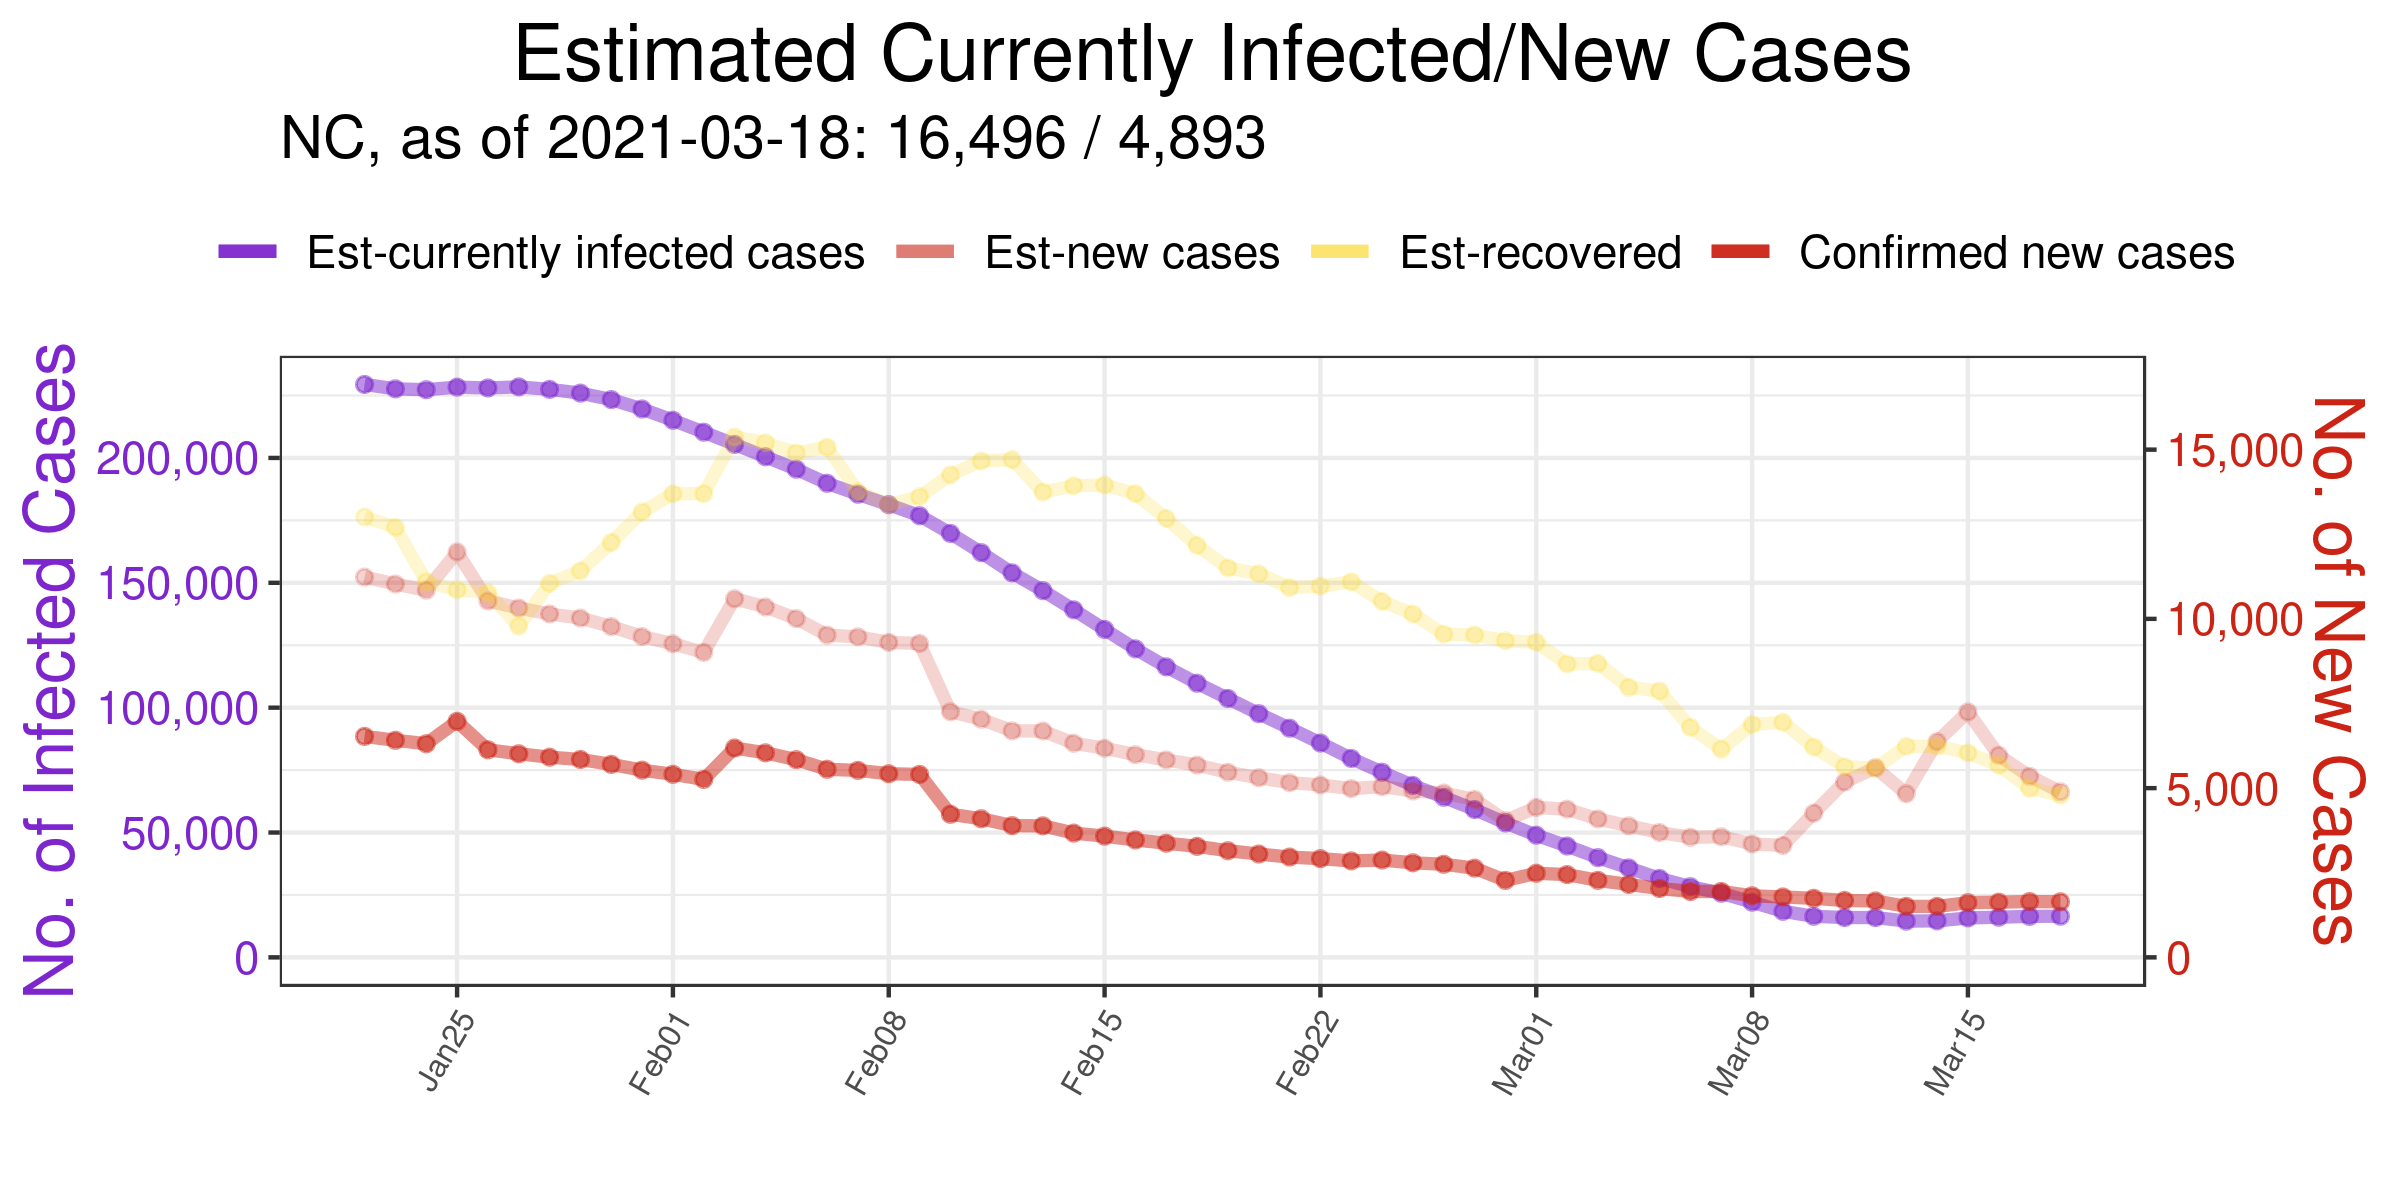 Estimated Currently Infected/New Cases
NC, as of 2021-03-18: 16,496 / 4,893
Est-currently infected cases Est-new cases Est-recovered Confirmed new cases
No. of Infected Cases
200,000
150,000
100,000
50,000
0
15,000
10,000
5,000
0
No. of New Cases
Jan25 Feb01 Feb08 Feb15 Feb22 Mar01 Mar08 Mar15